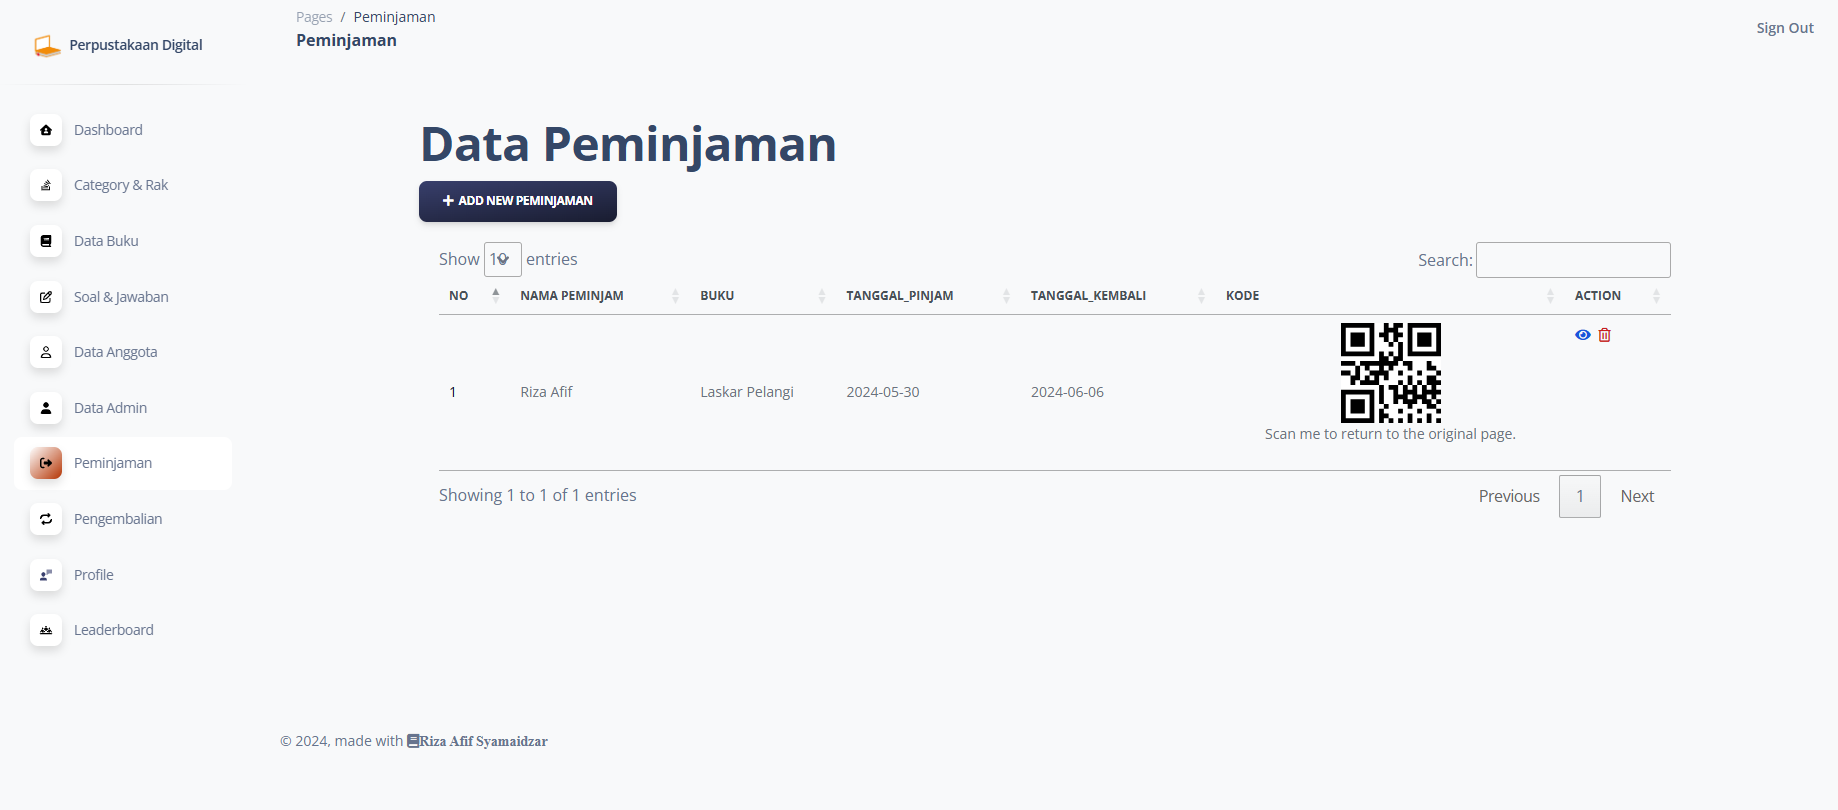 Perpustakaan Digital
Dashboard
Category & Rak
Data Buku
Soal & Jawaban
Data Anggota
Data Admin
Peminjaman
Pengembalian
Profile
Leaderboard
Pages / Peminjaman
Peminjaman
Sign Out
Data Peminjaman
+ ADD NEW PEMINJAMAN
Show 10 entries
Search:
NO NAMA PEMINJAM BUKU TANGGAL_PINJAM TANGGAL_KEMBALI KODE ACTION
1 Riza Afif Laskar Pelangi 2024-05-30 2024-06-06
Scan me to return to the original page.
Showing 1 to 1 of 1 entries
Previous 1 Next
© 2024, made with Riza Afif Syamaidzar